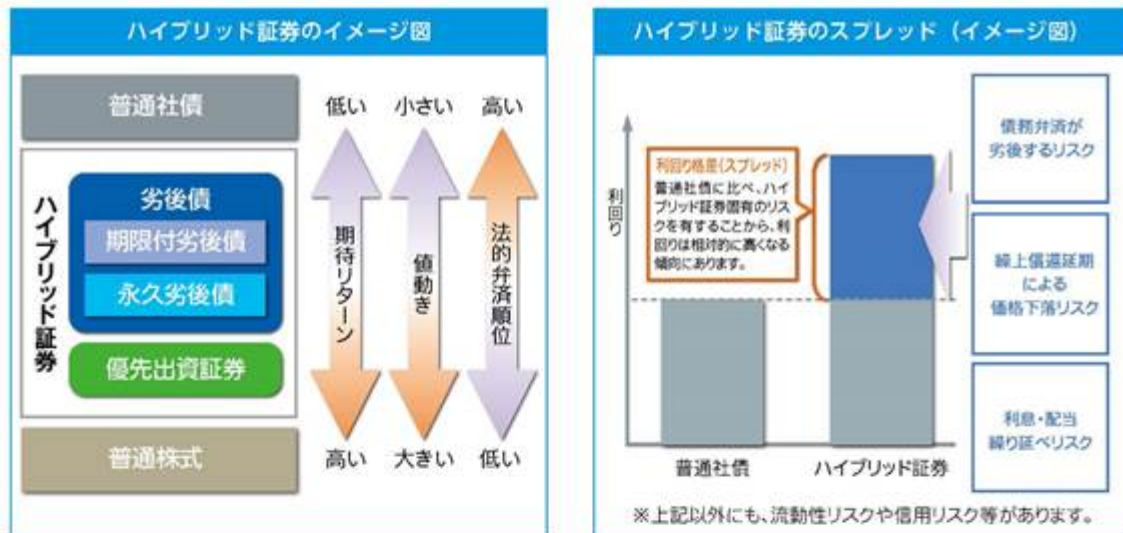 ハイブリッド証券のイメージ図
普通社債
ハイブリッド証券
劣後債
期限付劣後債
永久劣後債
優先出資証券
普通株式
低い 小さい 高い
期待リターン
値動き
法的弁済順位
高い 大きい 低い
ハイブリッド証券のスプレッド（イメージ図）
利回り
利回り格差(スプレッド)
普通社債に比べ、ハイ
ブリッド証券固有のリス
クを有することから、利
回りは相対的に高くなる
傾向にあります。
普通社債
ハイブリッド証券
債務弁済が
劣後するリスク
繰上償還延期
による
価格下落リスク
利息・配当
繰り延べリスク
※上記以外にも、流動性リスクや信用リスク等があります。